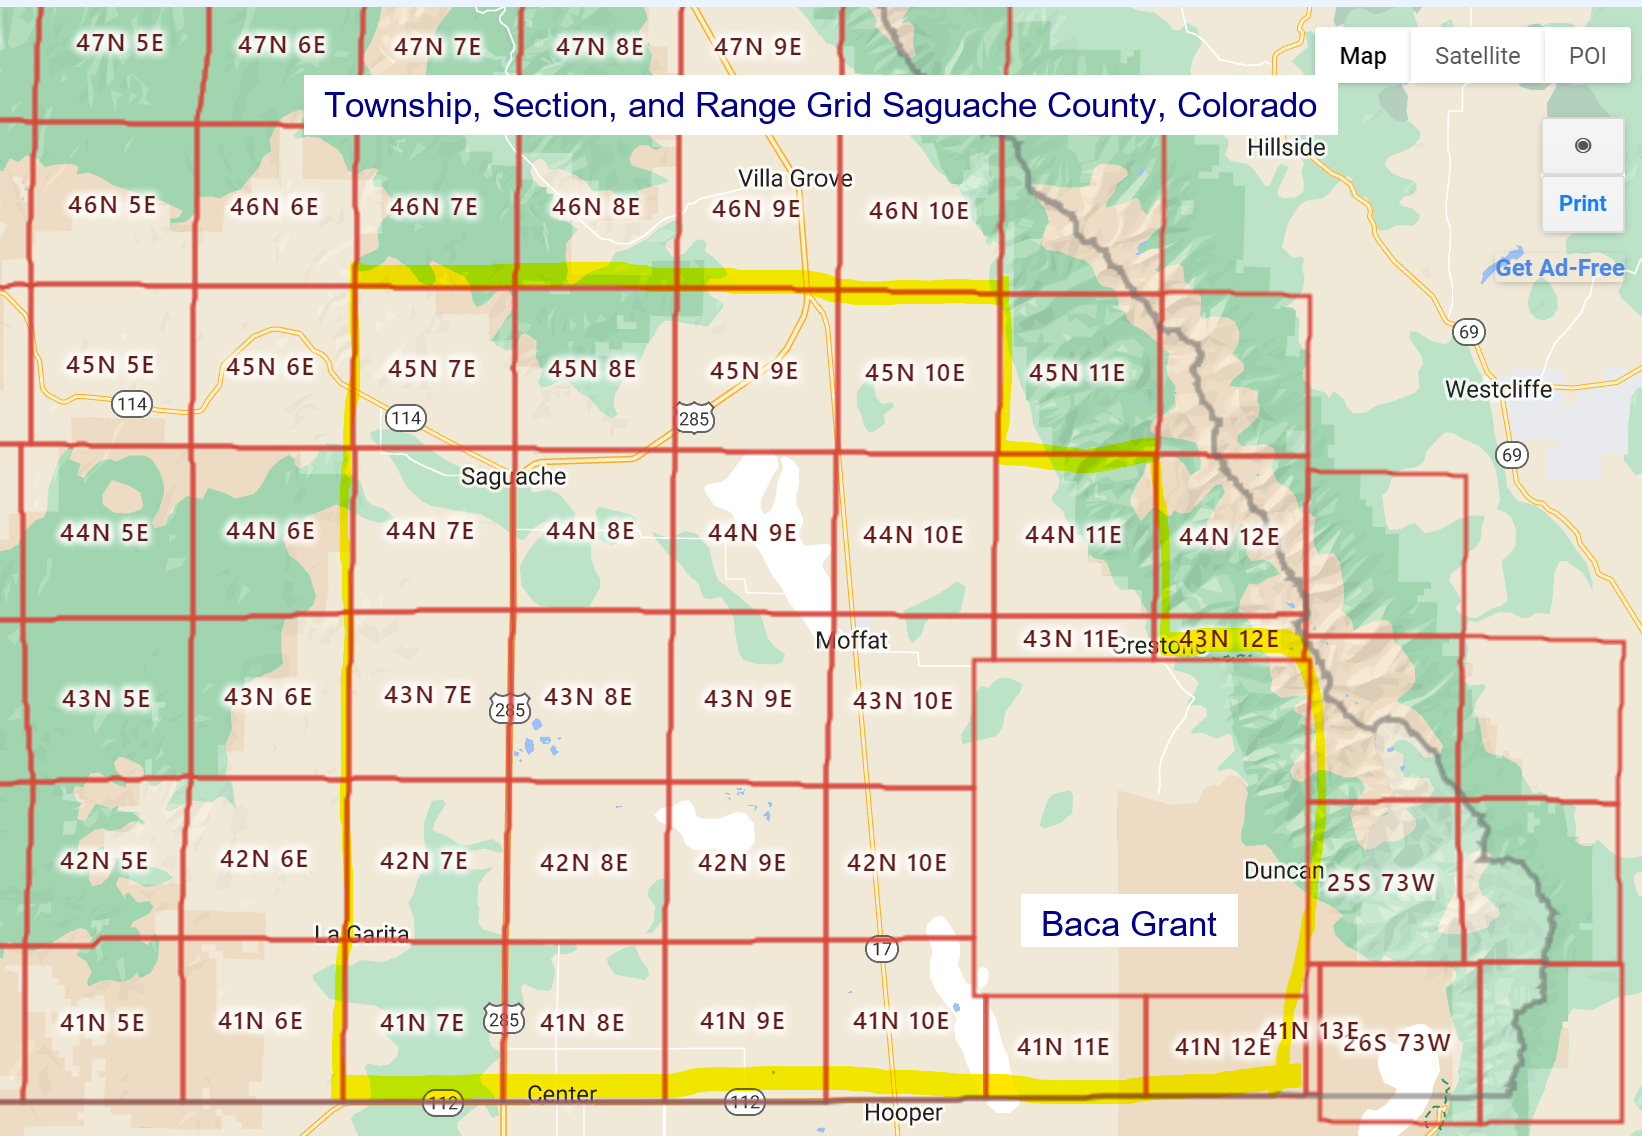 47N 5E
47N 6E
47N 7E
47N 8E
47N 9E
Map
Satellite
POI
Township, Section, and Range Grid Saguache County, Colorado
Hillside
Villa Grove
46N 5E
46N 6E
46N 7E
46N 8E
46N 9E
46N 10E
Print
Get Ad-Free
69
45N 5E
45N 6E
45N 7E
45N 8E
45N 9E
45N 10E
45N 11E
Westcliffe
114
114
285
69
Saguache
44N 5E
44N 6E
44N 7E
44N 8E
44N 9E
44N 10E
44N 11E
44N 12E
Moffat
43N 11E
Crestone
43N 12E
43N 5E
43N 6E
43N 7E
285
43N 8E
43N 9E
43N 10E
42N 5E
42N 6E
42N 7E
42N 8E
42N 9E
42N 10E
Duncan
25S 73W
Baca Grant
La Garita
17
41N 5E
41N 6E
41N 7E
285
41N 8E
41N 9E
41N 10E
41N 11E
41N 12E
41N 13E
26S 73W
Center
112
112
Hooper